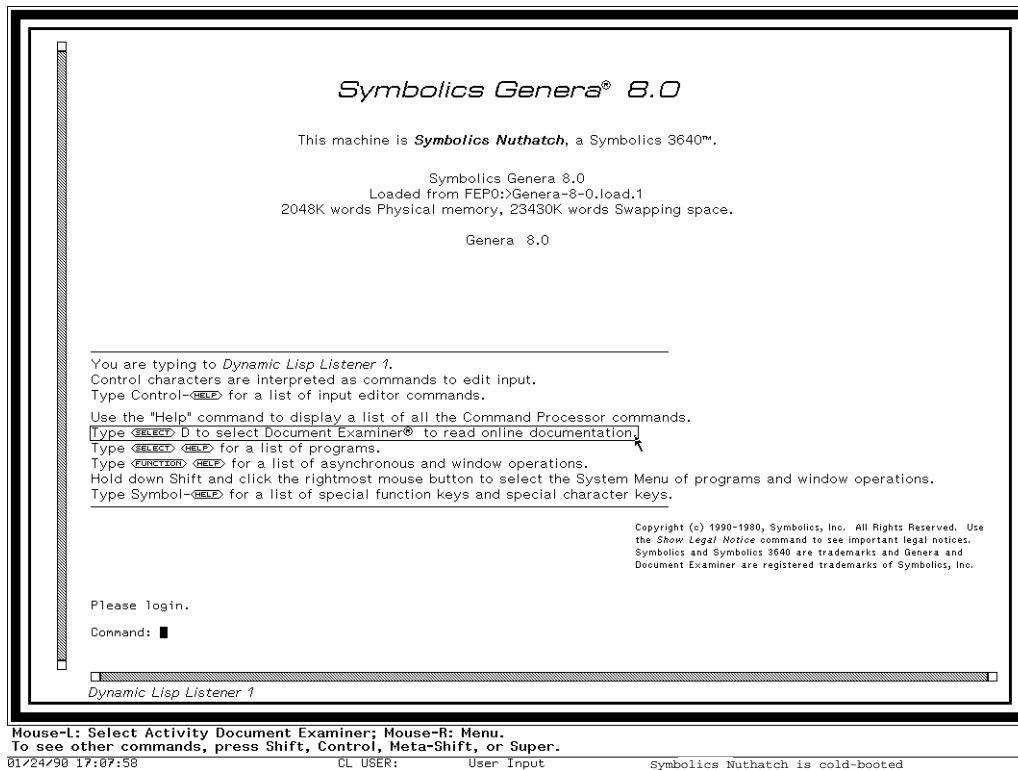 Symbolics Genera® 8.0
This machine is Symbolics Nuthatch, a Symbolics 3640™.
Symbolics Genera 8.0
Loaded from FEP0:>Genera-8-0.load.1
2048K words Physical memory, 23430K words Swapping space.
Genera 8.0
You are typing to Dynamic Lisp Listener 1.
Control characters are interpreted as commands to edit input.
Type Control-HELP for a list of input editor commands.
Use the "Help" command to display a list of all the Command Processor commands.
Type SELECT D to select Document Examiner® to read online documentation.
Type SELECT HELP for a list of programs.
Type FUNCTION HELP for a list of asynchronous and window operations.
Hold down Shift and click the rightmost mouse button to select the System Menu of programs and window operations.
Type Symbol-HELP for a list of special function keys and special character keys.
Copyright (c) 1990-1980, Symbolics, Inc. All Rights Reserved. Use
the Show Legal Notice command to see important legal notices.
Symbolics and Symbolics 3640 are trademarks and Genera and
Document Examiner are registered trademarks of Symbolics, Inc.
Please login.
Command:
Dynamic Lisp Listener 1
Mouse-L: Select Activity Document Examiner; Mouse-R: Menu.
To see other commands, press Shift, Control, Meta-Shift, or Super.
01/24/90 17:07:58 CL USER: User Input Symbolics Nuthatch is cold-booted